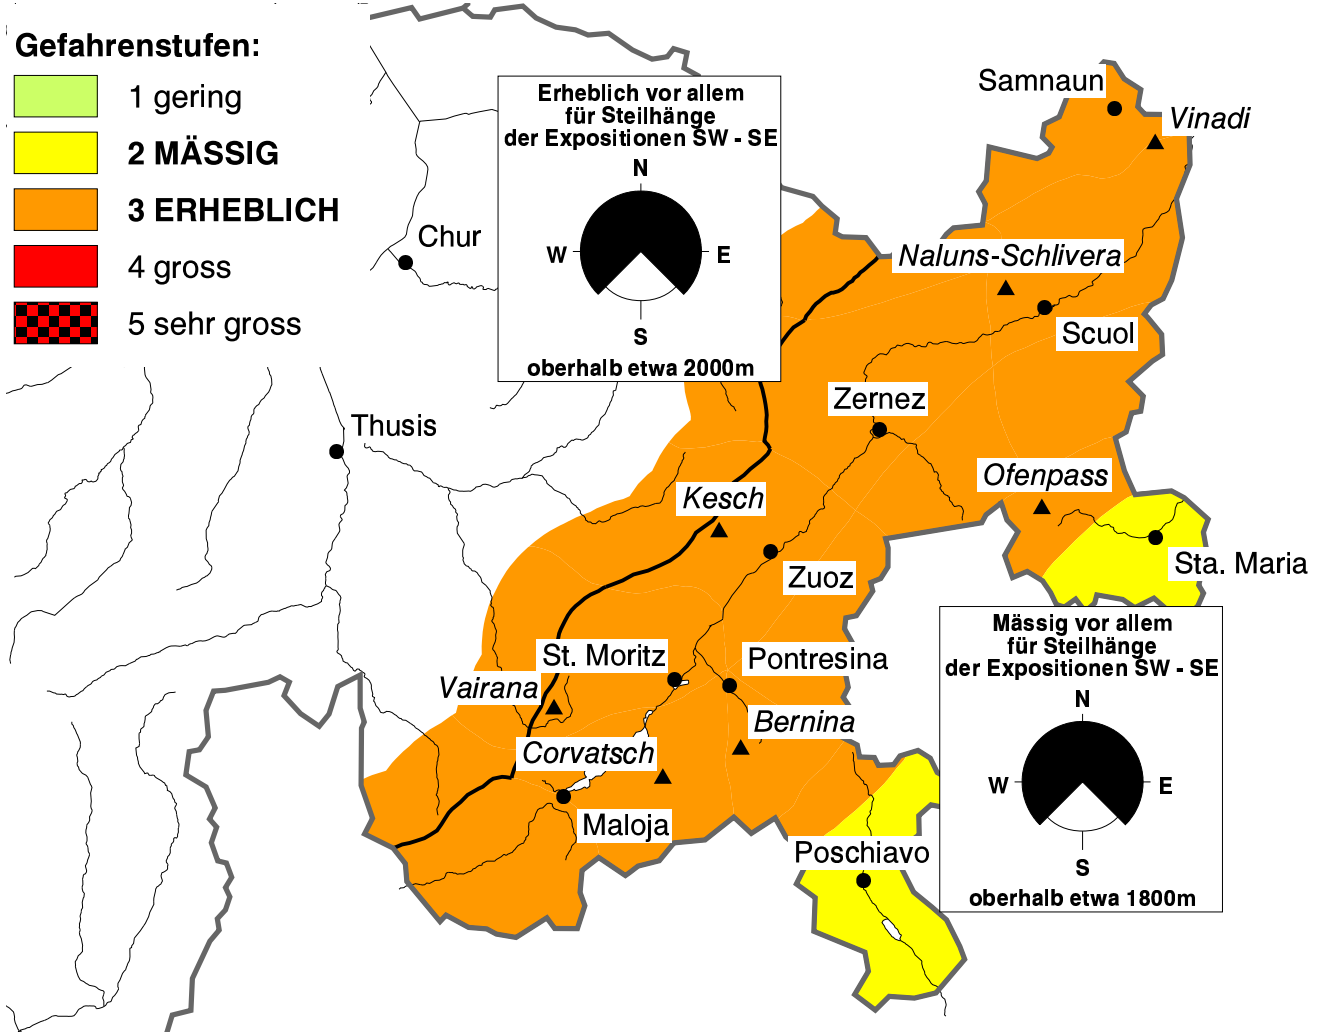 Gefahrenstufen:
1 gering
2 MÄSSIG
3 ERHEBLICH
4 gross
5 sehr gross
Erheblich vor allem
für Steilhänge
der Expositionen SW - SE
N
W
E
S
oberhalb etwa 2000m
Samnaun
Vinadi
Chur
Naluns-Schlivera
Scuol
Zernez
Thusis
Ofenpass
Kesch
Sta. Maria
Zuoz
St. Moritz
Pontresina
Vairana
Bernina
Corvatsch
Maloja
Poschiavo
Mässig vor allem
für Steilhänge
der Expositionen SW - SE
N
W
E
S
oberhalb etwa 1800m